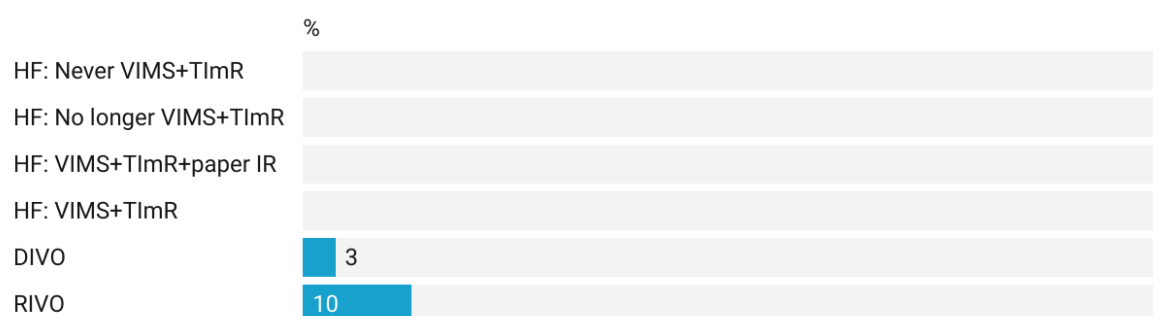 %
HF: Never VIMS+TImR
HF: No longer VIMS+TImR
HF: VIMS+TImR+paper IR
HF: VIMS+TImR
DIVO 3
RIVO 10